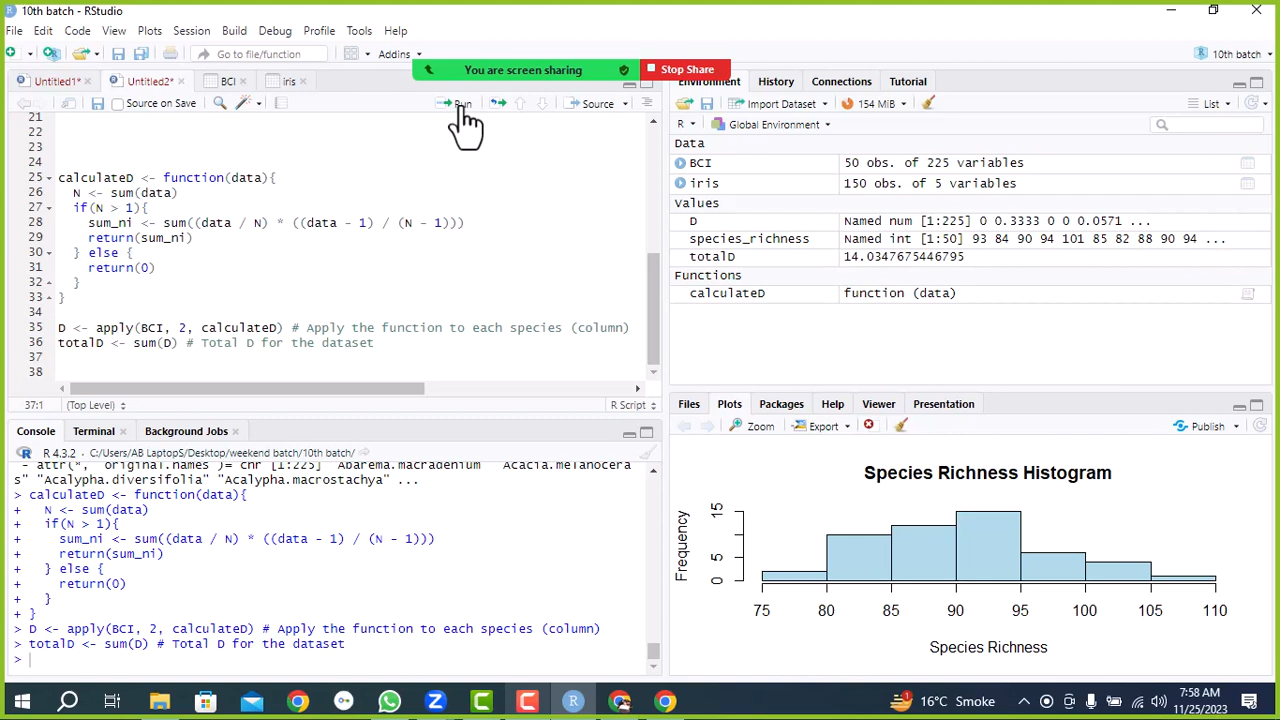 10th batch - RStudio
File Edit Code View Plots Session Build Debug Profile Tools Help
Go to file/function
Addins
10th batch
You are screen sharing
Stop Share
Untitled1*
Untitled2*
BCI
iris
Source on Save
Run
Source
21
22
23
24
25 calculateD <- function(data){
26 N <- sum(data)
27 if(N > 1){
28 sum_ni <- sum((data / N) * ((data - 1) / (N - 1)))
29 return(sum_ni)
30 } else {
31 return(0)
32 }
33 }
34
35 D <- apply(BCI, 2, calculateD) # Apply the function to each species (column)
36 totalD <- sum(D) # Total D for the dataset
37
38
37:1 (Top Level) R Script
Console Terminal Background Jobs
R 4.3.2 · C:/Users/AB LaptopS/Desktop/weekend batch/10th batch/
- attr(*, "original.names")= chr [1:225] "Abarema.macradenium" "Acacia.melanocera
s" "Acalypha.diversifolia" "Acalypha.macrostachya" ...
> calculateD <- function(data){
+ N <- sum(data)
+ if(N > 1){
+ sum_ni <- sum((data / N) * ((data - 1) / (N - 1)))
+ return(sum_ni)
+ } else {
+ return(0)
+ }
+ }
> D <- apply(BCI, 2, calculateD) # Apply the function to each species (column)
> totalD <- sum(D) # Total D for the dataset
>
Environment History Connections Tutorial
Import Dataset
154 MiB
List
R Global Environment
Data
BCI 50 obs. of 225 variables
iris 150 obs. of 5 variables
Values
D Named num [1:225] 0 0.3333 0 0 0.0571 ...
species_richness Named int [1:50] 93 84 90 94 101 85 82 88 90 94 ...
totalD 14.0347675446795
Functions
calculateD function (data)
Files Plots Packages Help Viewer Presentation
Zoom Export Publish
Species Richness Histogram
Frequency
15
5
0
75 80 85 90 95 100 105 110
Species Richness
1
16°C Smoke
7:58 AM
11/25/2023